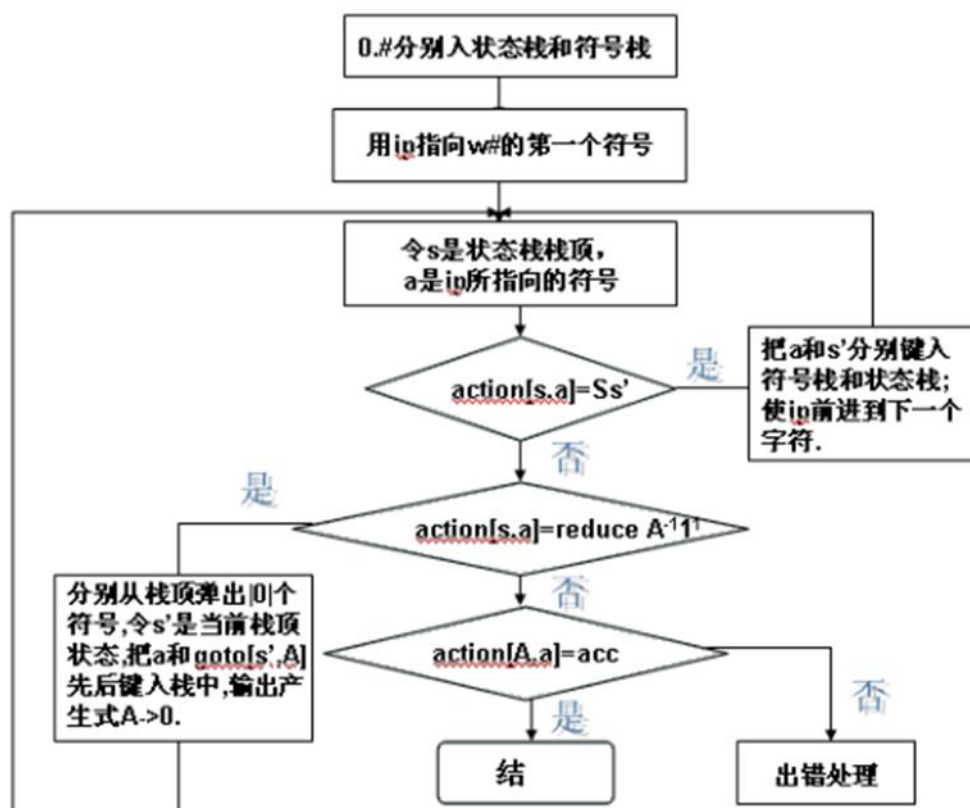 0.#分别入状态栈和符号栈
用ip指向w#的第一个符号
令s是状态栈栈顶，
a是ip所指向的符号
action[s.a]=Ss’
是
把a和s’分别键入
符号栈和状态栈;
使ip前进到下一个
字符.
否
是
action[s.a]=reduce A⁻¹1¹
分别从栈顶弹出|0|个
符号,令s’是当前栈顶
状态,把a和goto[s’,A]
先后键入栈中,输出产
生式A->0.
否
action[A.a]=acc
是
否
结
出错处理